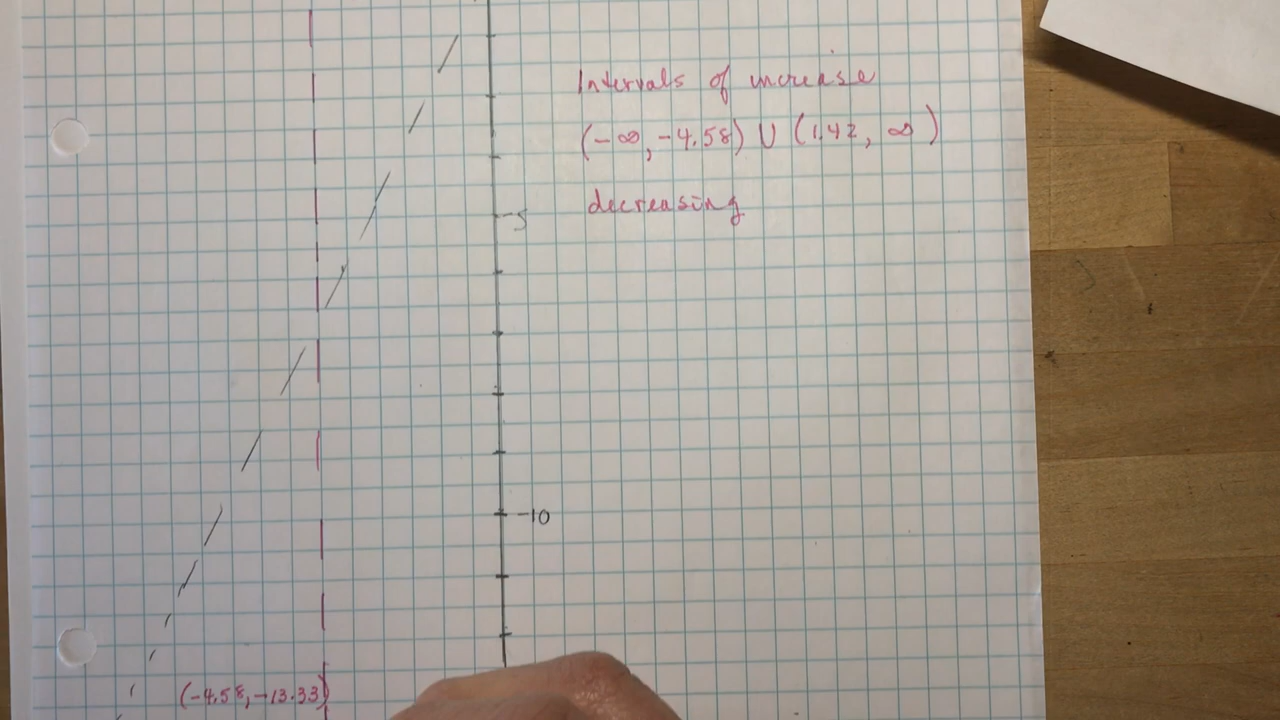 Intervals of increase
(-∞, -4.58) ∪ (1.42, ∞)
decreasing
-5
-10
(-4.58, -13.33)